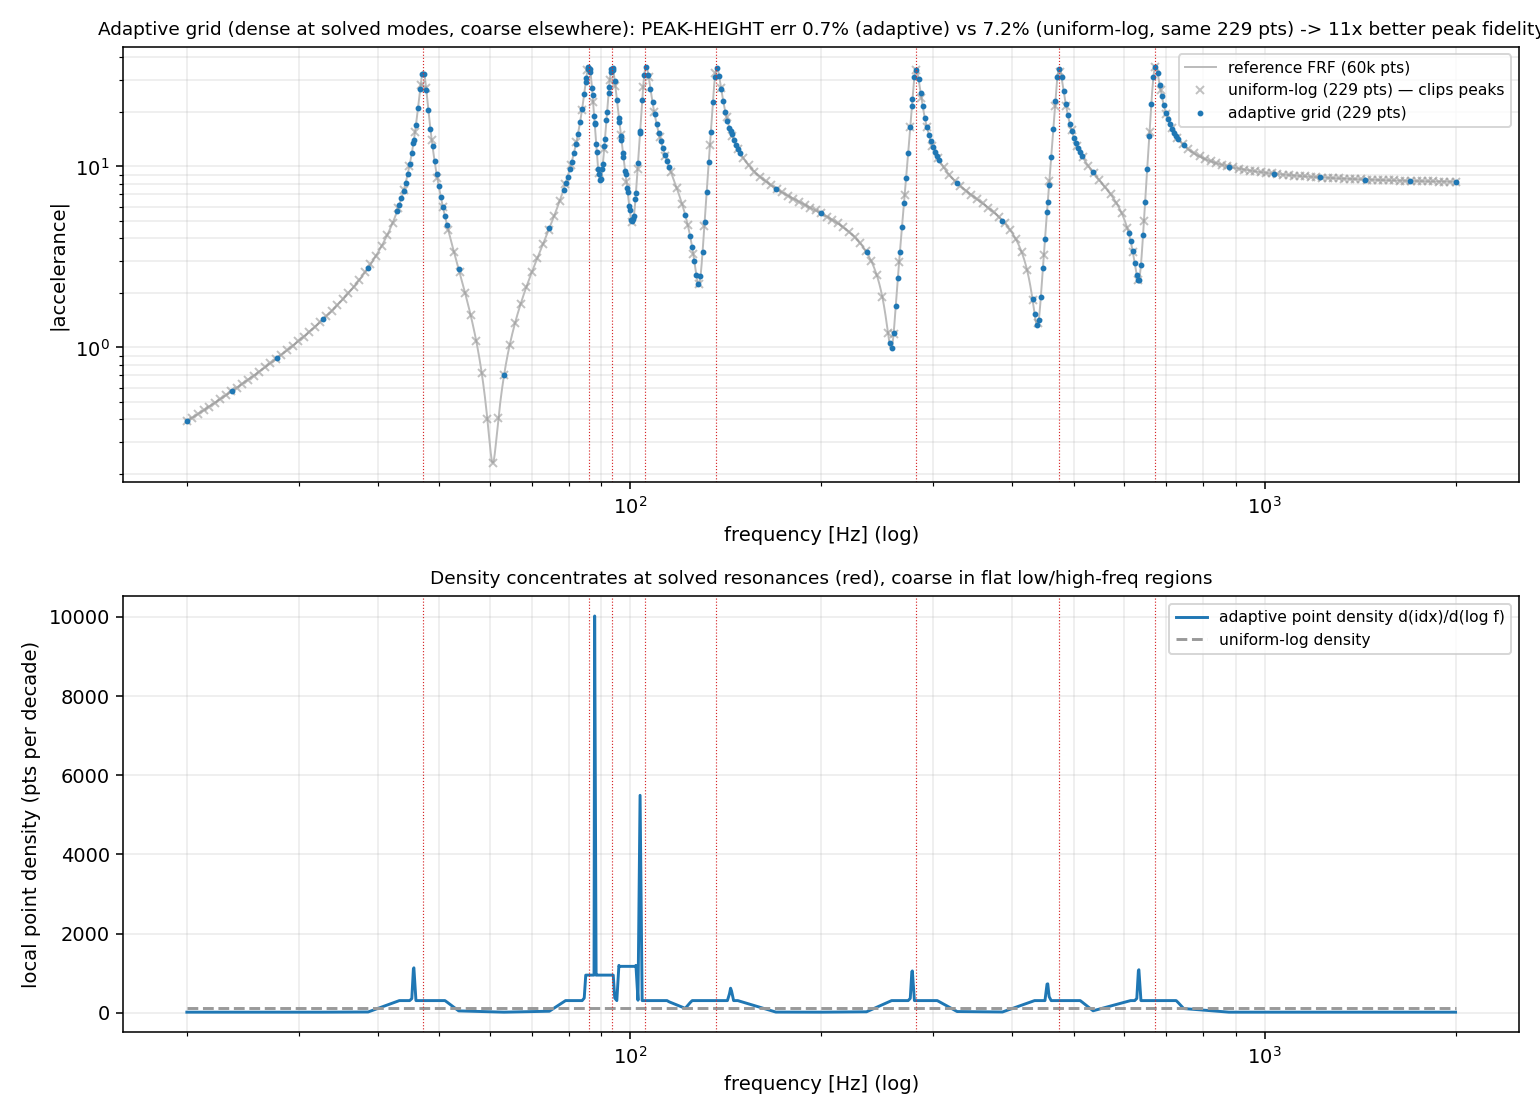 Adaptive grid (dense at solved modes, coarse elsewhere): PEAK-HEIGHT err 0.7% (adaptive) vs 7.2% (uniform-log, same 229 pts) -> 11x better peak fidelity
reference FRF (60k pts)
uniform-log (229 pts) — clips peaks
adaptive grid (229 pts)
|accelerance|
10¹
10⁰
10² 10³
frequency [Hz] (log)
Density concentrates at solved resonances (red), coarse in flat low/high-freq regions
adaptive point density d(idx)/d(log f)
uniform-log density
local point density (pts per decade)
10000
8000
6000
4000
2000
0
10² 10³
frequency [Hz] (log)